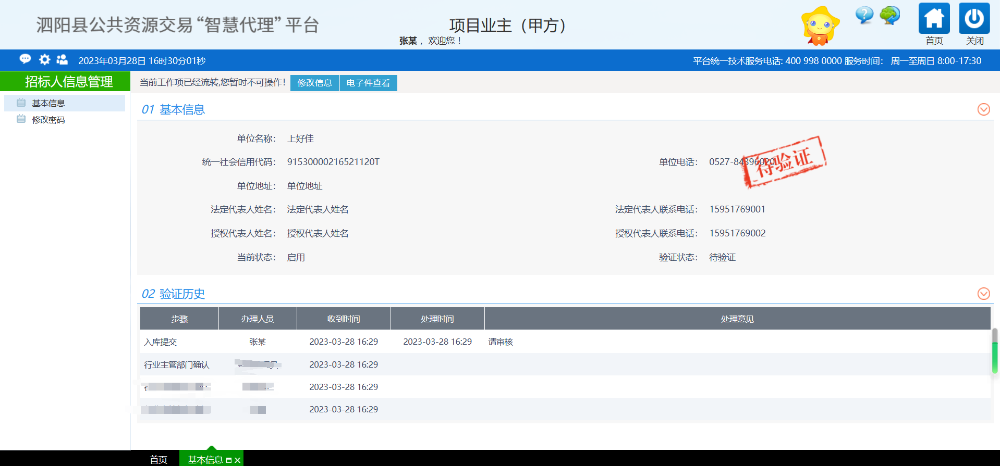 泗阳县公共资源交易“智慧代理”平台
项目业主（甲方）
张某 ，欢迎您！
首页
关闭
2023年03月28日 16时30分01秒
平台统一技术服务电话: 400 998 0000 服务时间： 周一至周日 8:00-17:30
招标人信息管理
当前工作项已经流转,您暂时不可操作！
修改信息
电子件查看
基本信息
修改密码
01 基本信息
单位名称： 上好佳
统一社会信用代码： 91530000216521120T
单位电话： 0527-84396020
待验证
单位地址： 单位地址
法定代表人姓名： 法定代表人姓名
法定代表人联系电话： 15951769001
授权代表人姓名： 授权代表人姓名
授权代表人联系电话： 15951769002
当前状态： 启用
验证状态： 待验证
02 验证历史
步骤 办理人员 收到时间 处理时间 处理意见
入库提交 张某 2023-03-28 16:29 2023-03-28 16:29 请审核
行业主管部门确认 2023-03-28 16:29
2023-03-28 16:29
2023-03-28 16:29
首页
基本信息